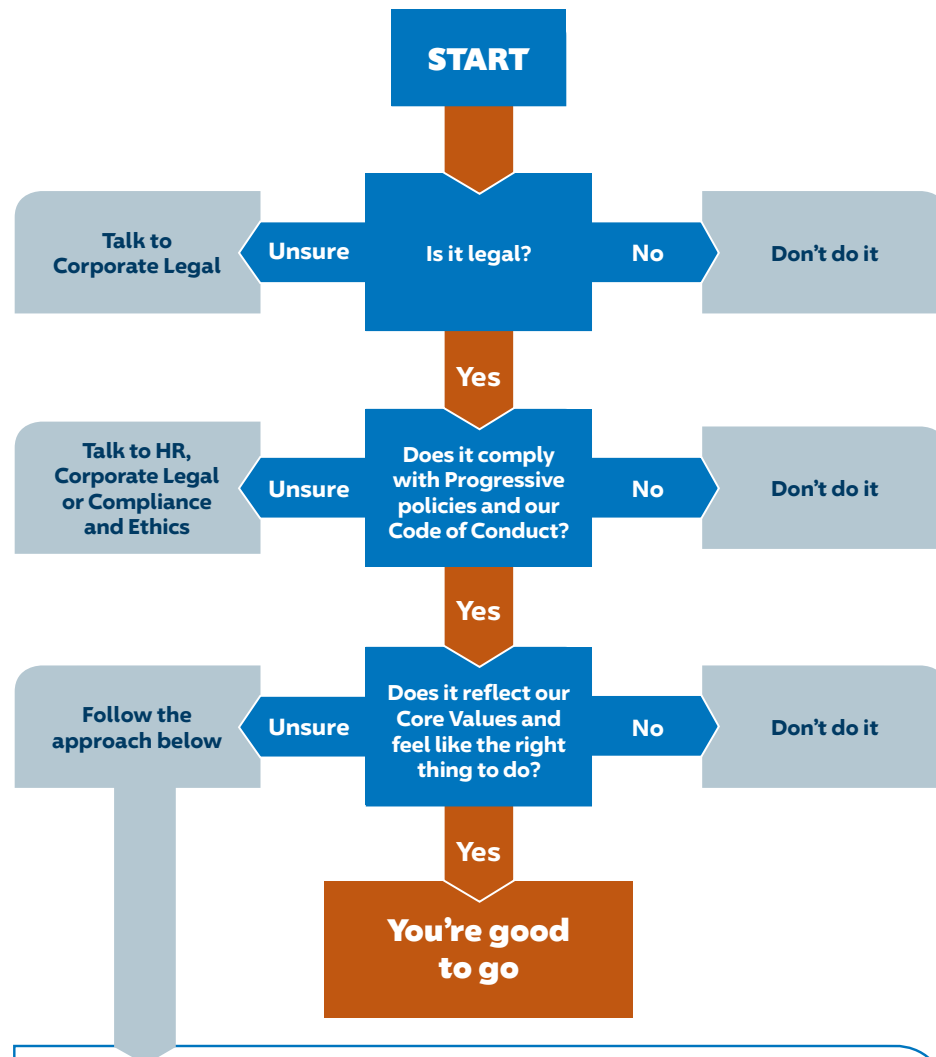 START
Talk to
Corporate Legal
Unsure
Is it legal?
No
Don't do it
Yes
Talk to HR,
Corporate Legal
or Compliance
and Ethics
Unsure
Does it comply
with Progressive
policies and our
Code of Conduct?
No
Don't do it
Yes
Follow the
approach below
Unsure
Does it reflect our
Core Values and
feel like the right
thing to do?
No
Don't do it
Yes
You're good
to go